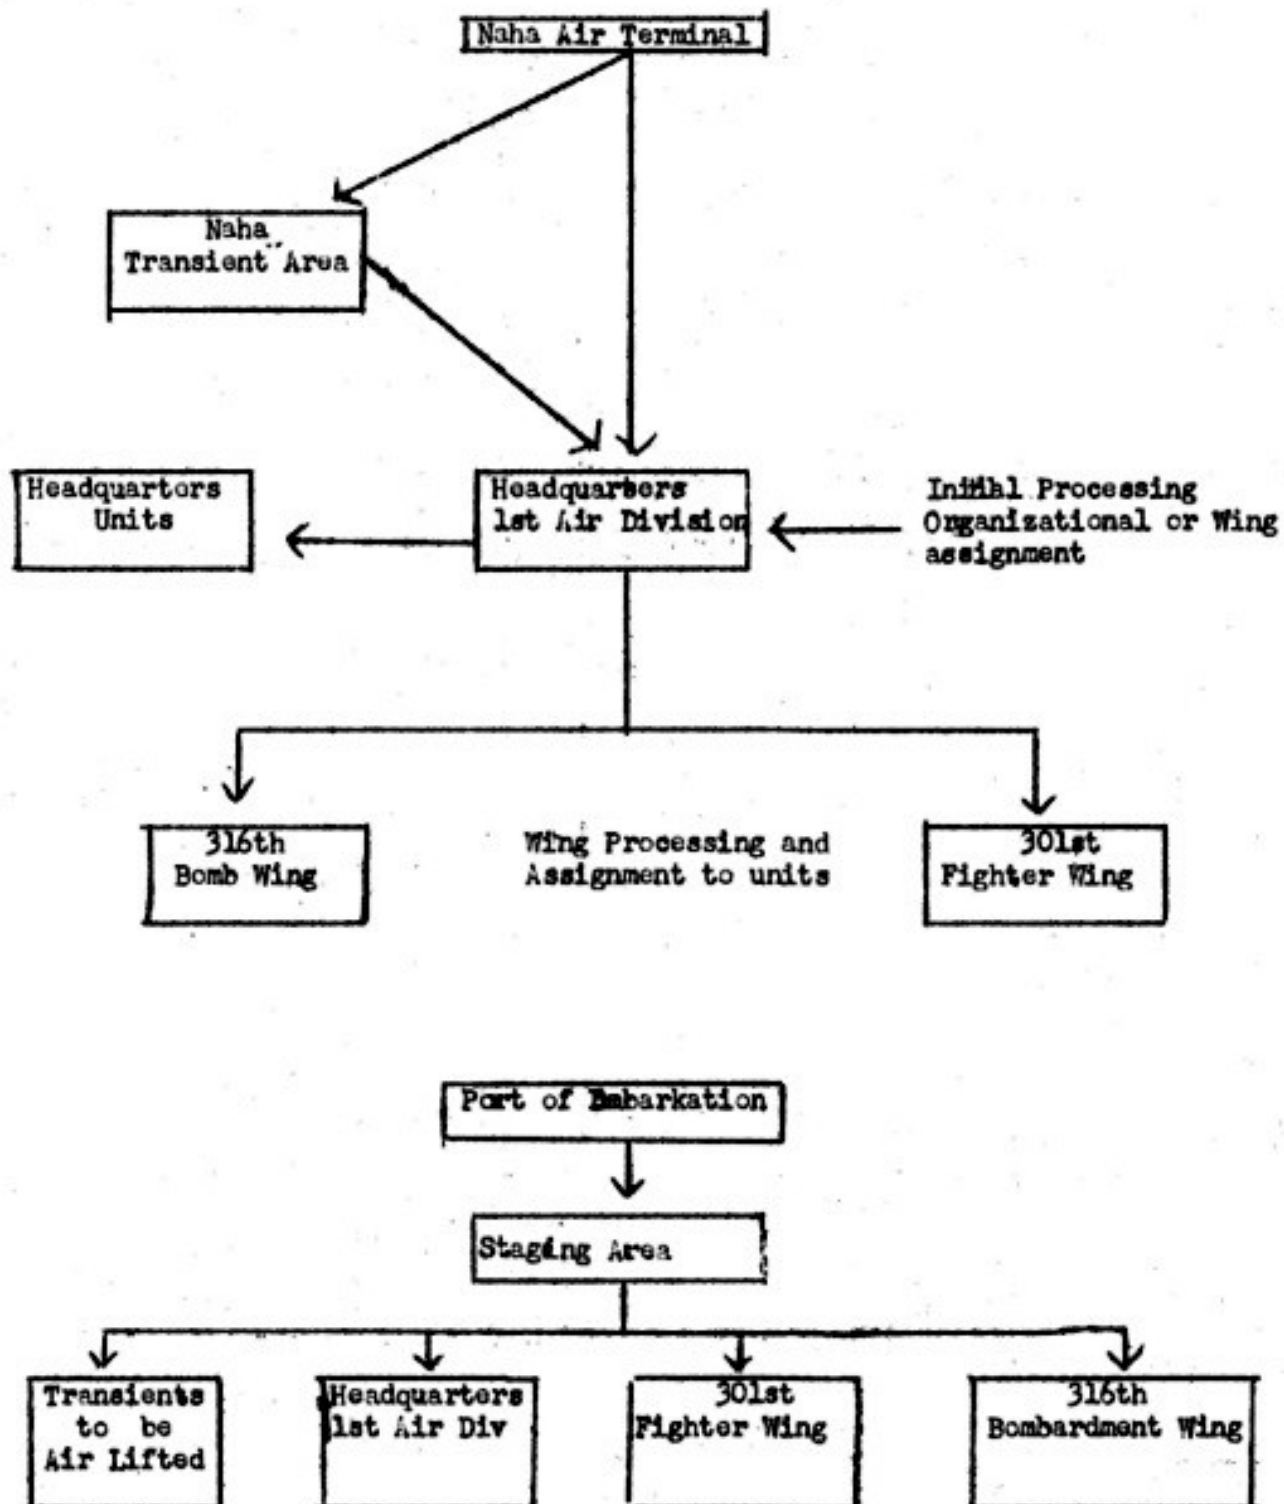 Naha Air Terminal
Naha
Transient Area
Headquarters
Units
Headquarters
1st Air Division
Initial Processing
Organizational or Wing
assignment
316th
Bomb Wing
Wing Processing and
Assignment to units
301st
Fighter Wing
Port of Embarkation
Staging Area
Transients
to be
Air Lifted
Headquarters
1st Air Div
301st
Fighter Wing
316th
Bombardment Wing